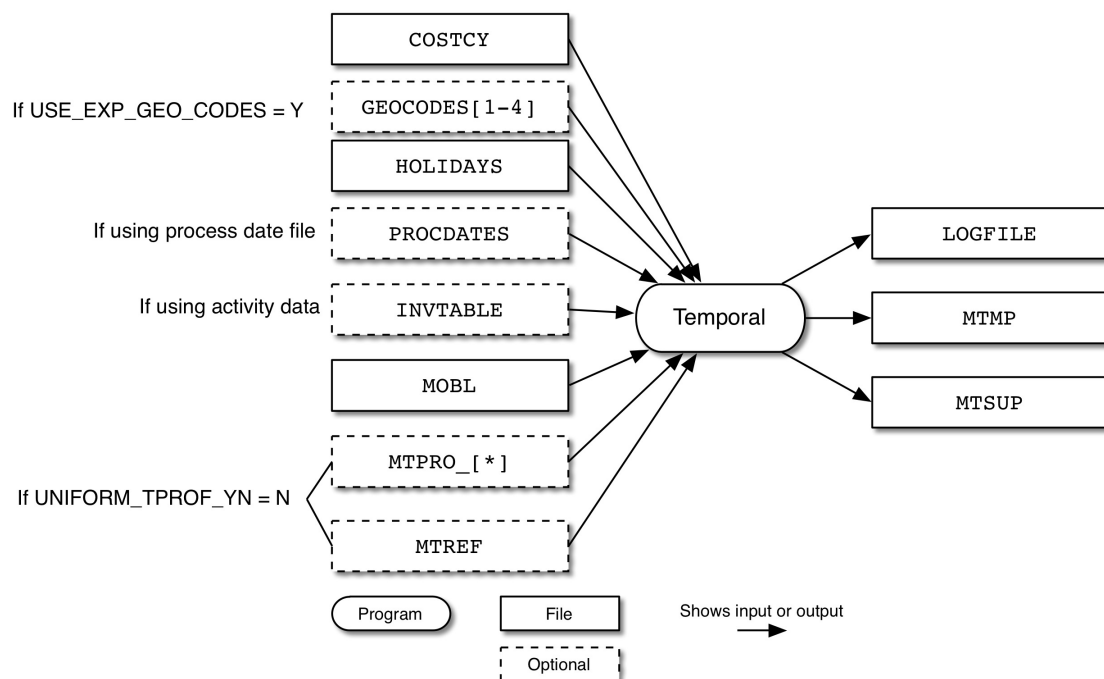 COSTCY
If USE_EXP_GEO_CODES = Y
GEOCODES[1-4]
HOLIDAYS
If using process date file
PROCDATES
LOGFILE
If using activity data
INVTABLE
Temporal
MTMP
MOBL
MTSUP
MTPRO_[*]
If UNIFORM_TPROF_YN = N
MTREF
Program
File
Shows input or output
Optional